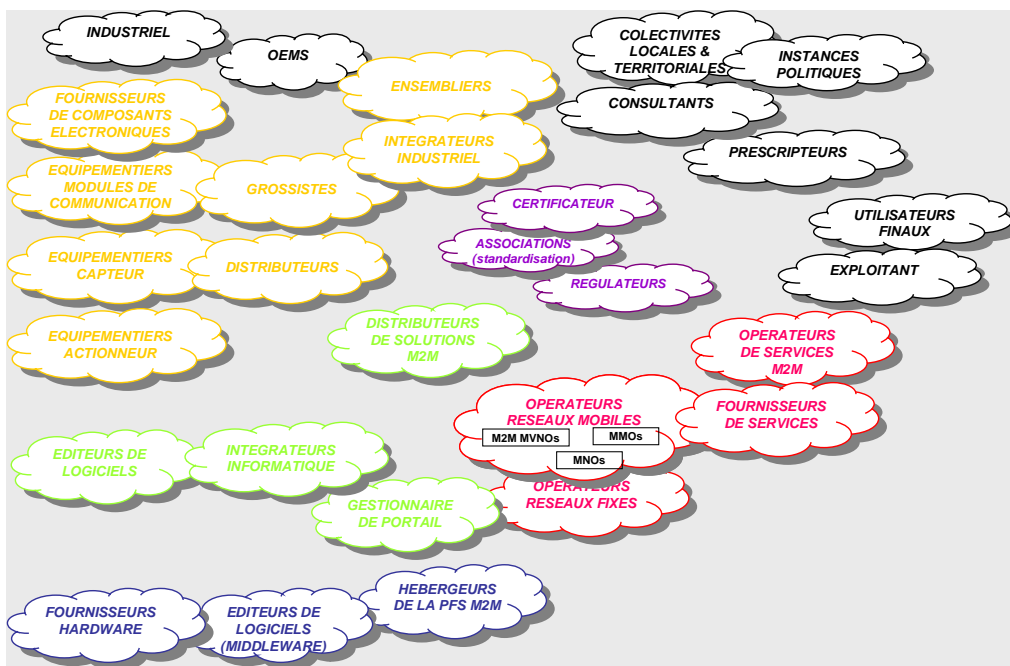 INDUSTRIEL
OEMS
COLECTIVITES
LOCALES &
TERRITORIALES
INSTANCES
POLITIQUES
ENSEMBLIERS
FOURNISSEURS
DE COMPOSANTS
ELECTRONIQUES
CONSULTANTS
INTEGRATEURS
INDUSTRIEL
PRESCRIPTEURS
EQUIPEMENTIERS
MODULES DE
COMMUNICATION
GROSSISTES
CERTIFICATEUR
UTILISATEURS
FINAUX
ASSOCIATIONS
(standardisation)
EQUIPEMENTIERS
CAPTEUR
DISTRIBUTEURS
EXPLOITANT
REGULATEURS
EQUIPEMENTIERS
ACTIONNEUR
DISTRIBUTEURS
DE SOLUTIONS
M2M
OPERATEURS
DE SERVICES
M2M
OPERATEURS
RESEAUX MOBILES
M2M MVNOs
MMOs
MNOs
FOURNISSEURS
DE SERVICES
EDITEURS DE
LOGICIELS
INTEGRATEURS
INFORMATIQUE
OPERATEURS
RESEAUX FIXES
GESTIONNAIRE
DE PORTAIL
HEBERGEURS
DE LA PFS M2M
FOURNISSEURS
HARDWARE
EDITEURS DE
LOGICIELS
(MIDDLEWARE)